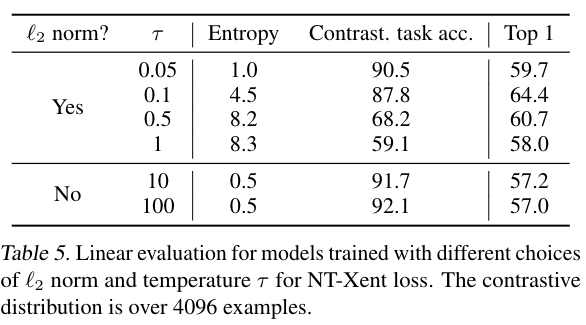 ℓ2 norm? τ Entropy Contrast. task acc. Top 1
0.05 1.0 90.5 59.7
0.1 4.5 87.8 64.4
Yes
0.5 8.2 68.2 60.7
1 8.3 59.1 58.0
10 0.5 91.7 57.2
No
100 0.5 92.1 57.0
Table 5. Linear evaluation for models trained with different choices
of ℓ2 norm and temperature τ for NT-Xent loss. The contrastive
distribution is over 4096 examples.